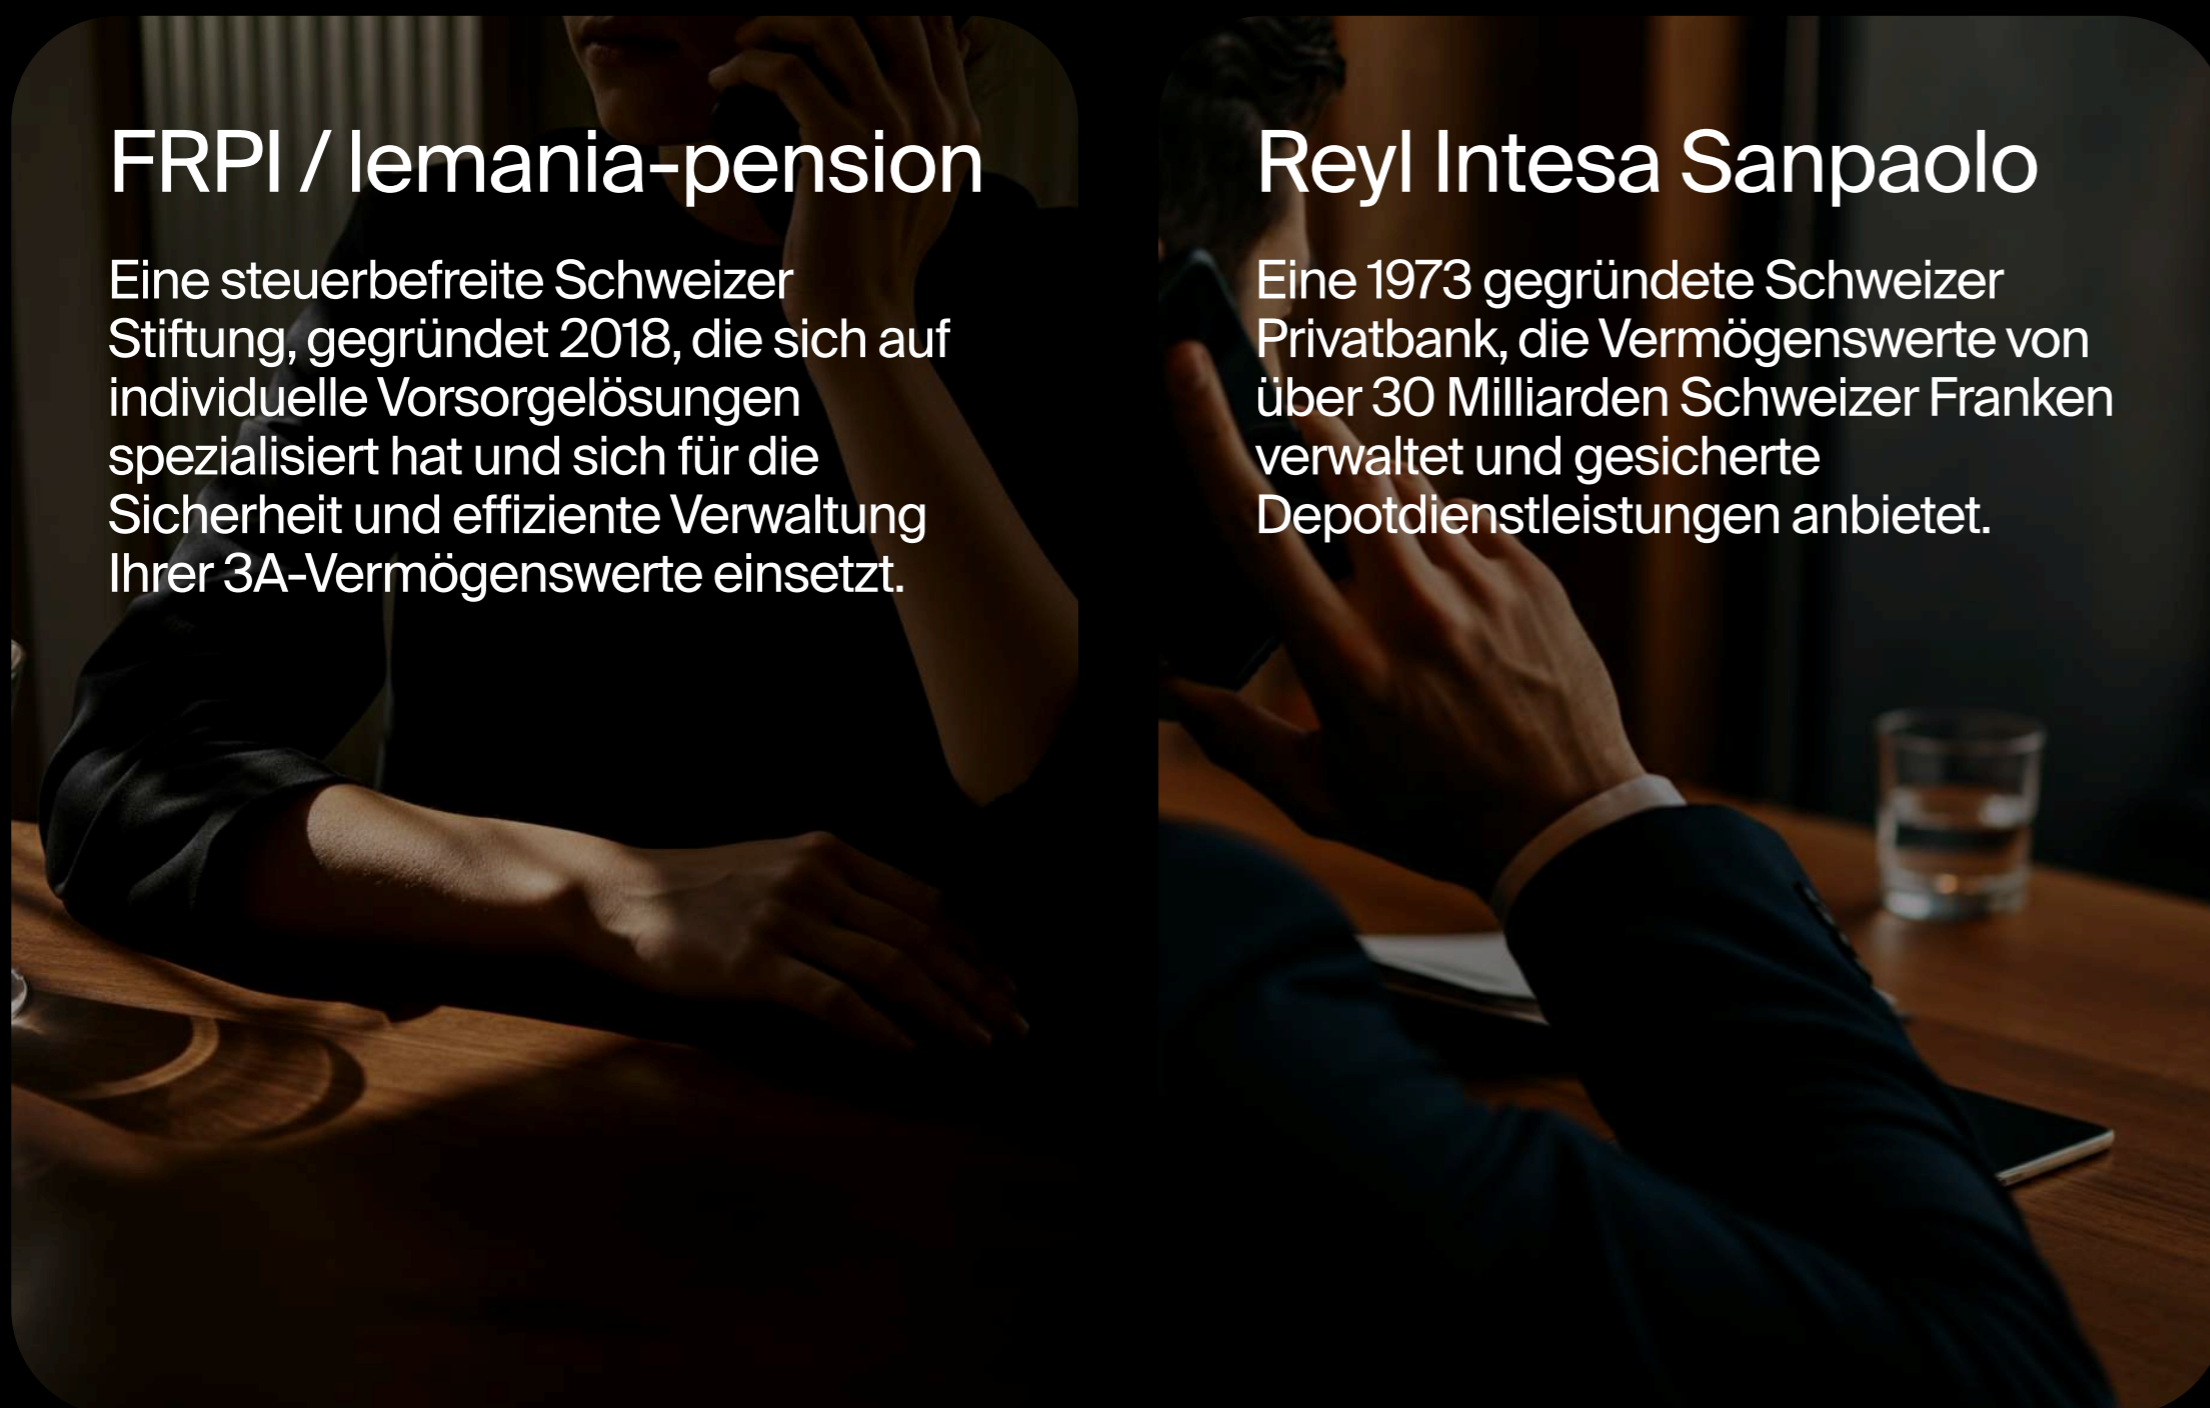 FRPI / lemania-pension
Eine steuerbefreite Schweizer
Stiftung, gegründet 2018, die sich auf
individuelle Vorsorgelösungen
spezialisiert hat und sich für die
Sicherheit und effiziente Verwaltung
Ihrer 3A-Vermögenswerte einsetzt.
Reyl Intesa Sanpaolo
Eine 1973 gegründete Schweizer
Privatbank, die Vermögenswerte von
über 30 Milliarden Schweizer Franken
verwaltet und gesicherte
Depotdienstleistungen anbietet.